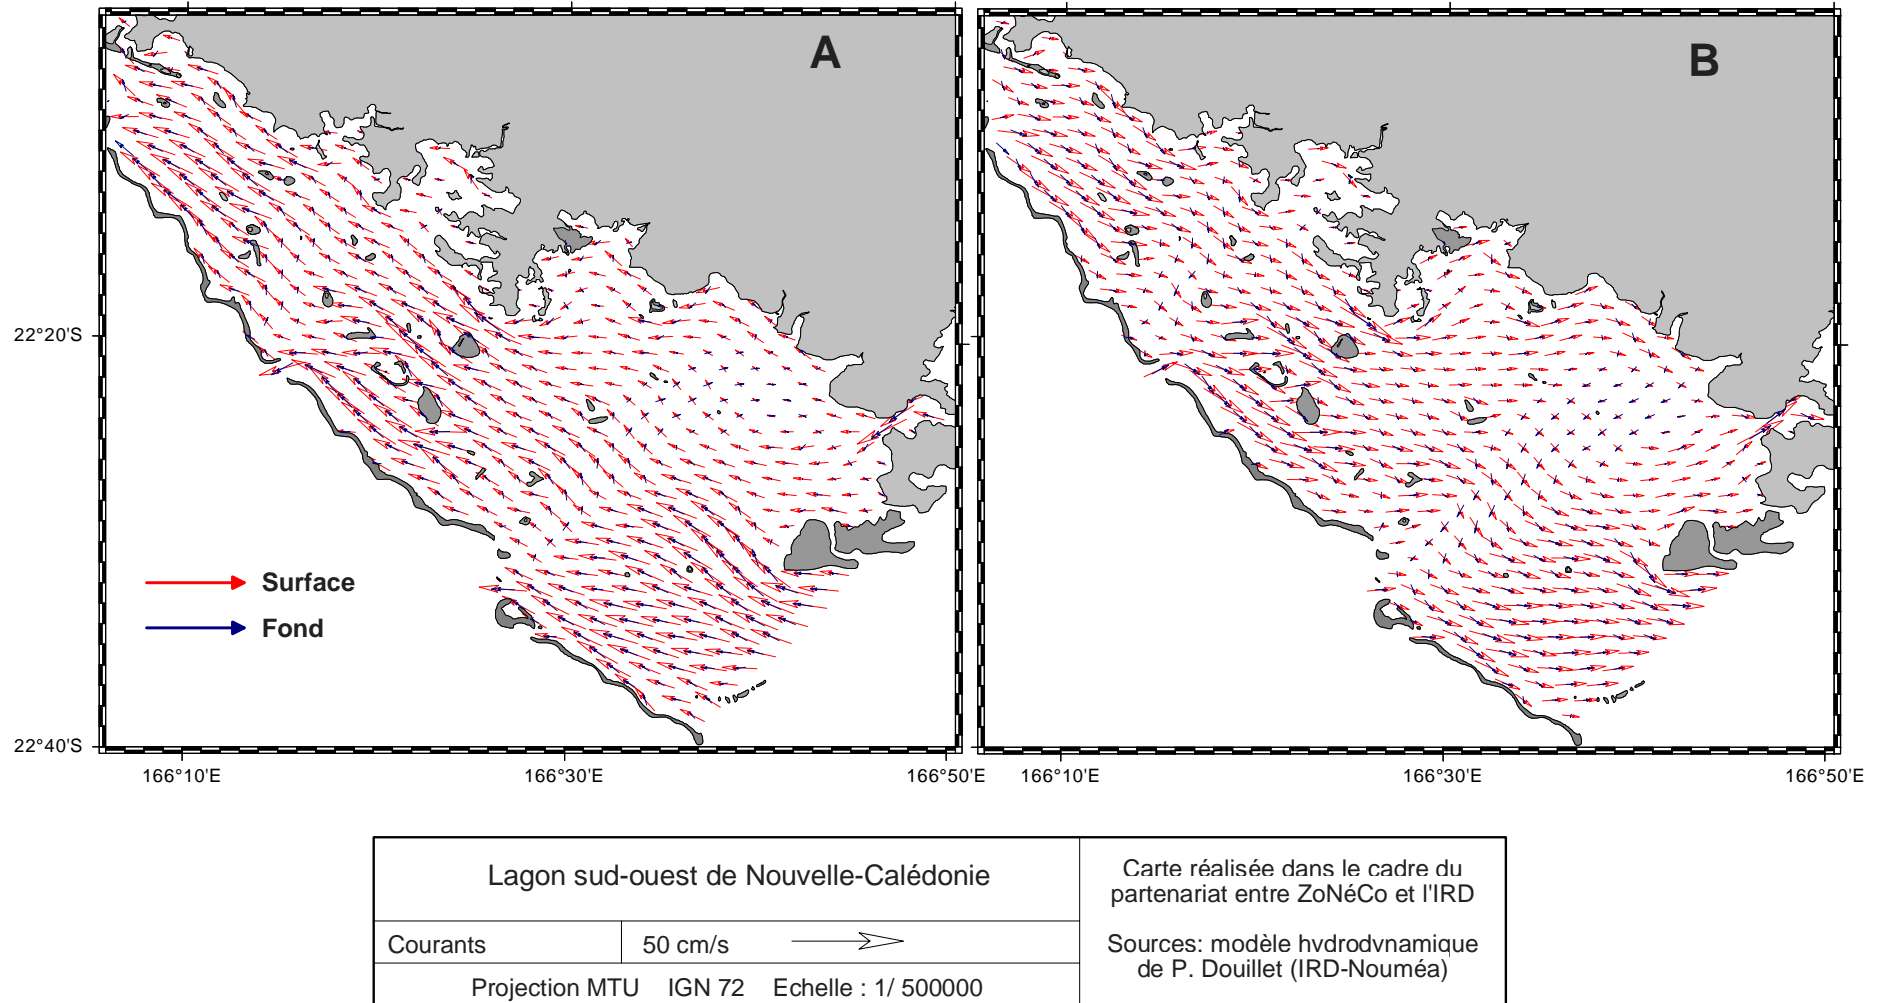 A
B
22°20'S
Surface
Fond
22°40'S
166°10'E
166°30'E
166°50'E
166°10'E
166°30'E
166°50'E
Lagon sud-ouest de Nouvelle-Calédonie
Courants
50 cm/s
Projection MTU IGN 72 Echelle : 1/ 500000
Carte réalisée dans le cadre du
partenariat entre ZoNéCo et l'IRD
Sources: modèle hydrodynamique
de P. Douillet (IRD-Nouméa)